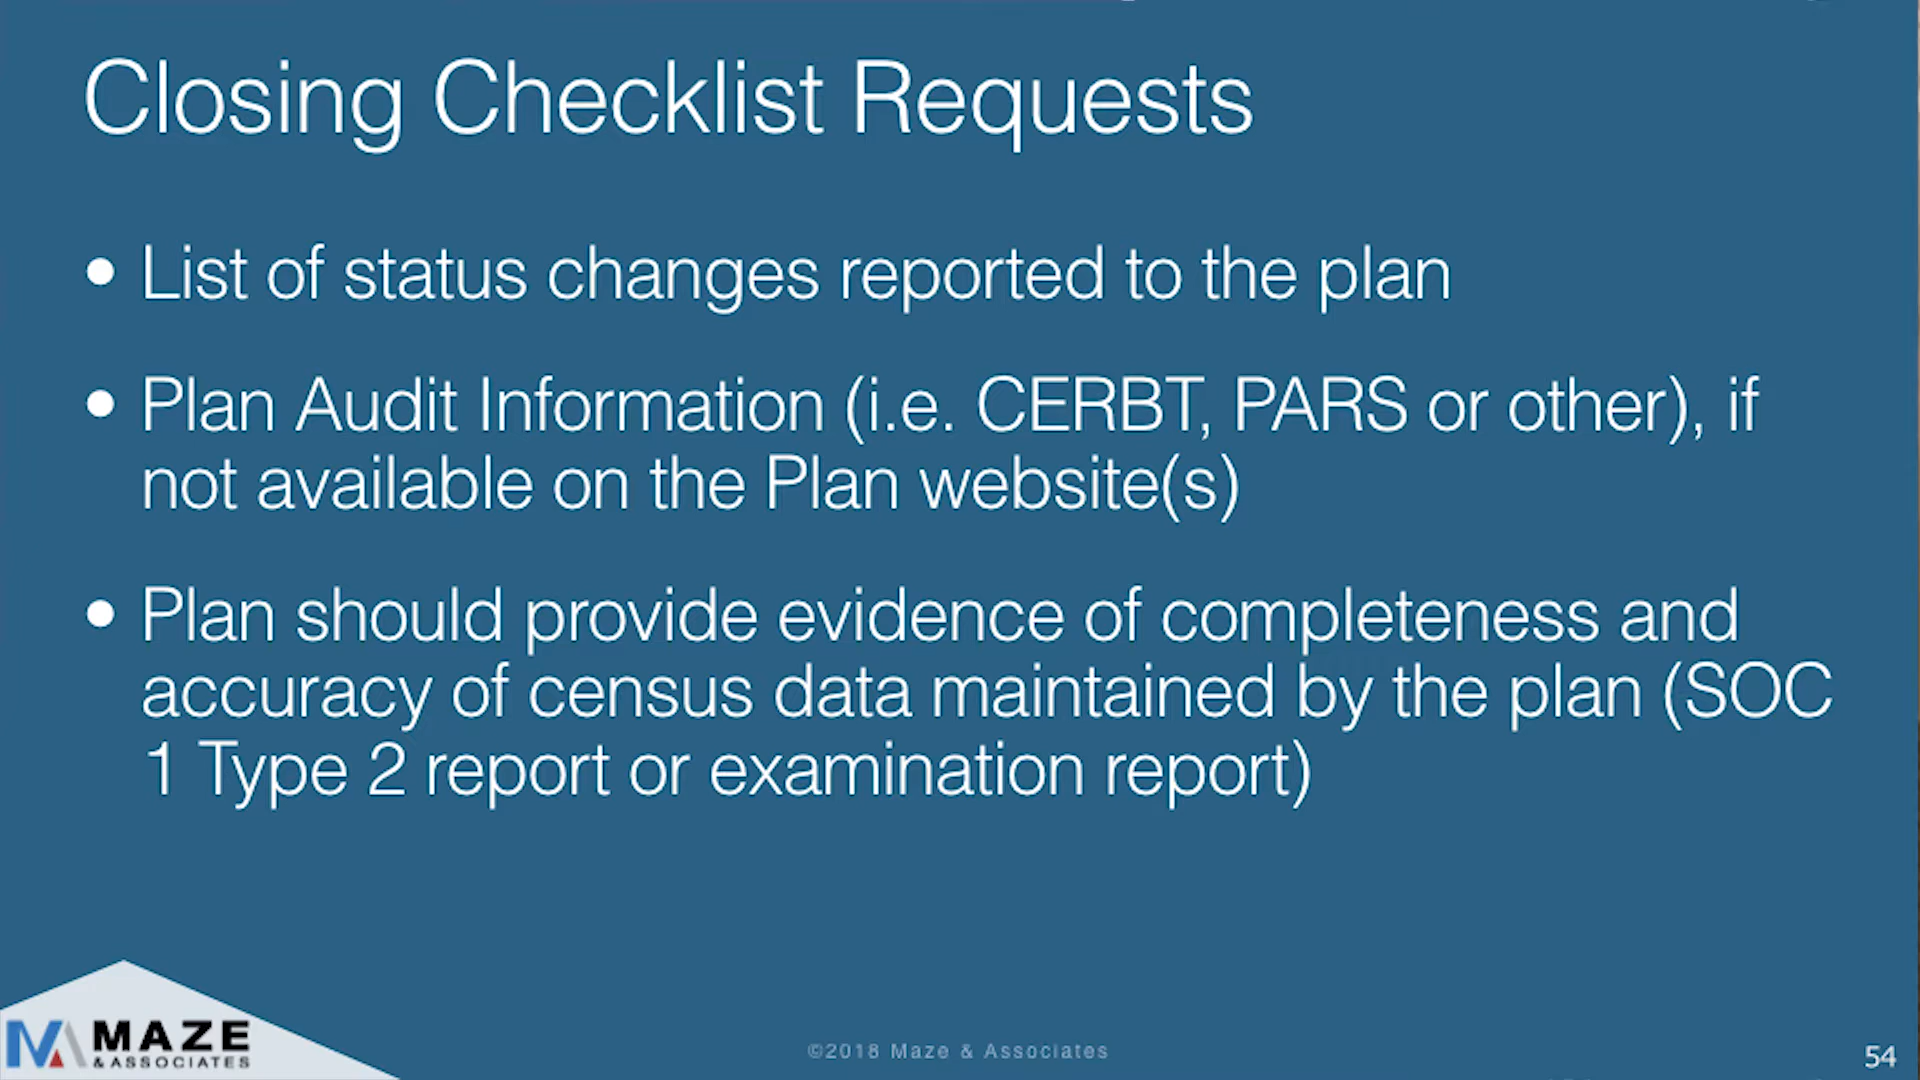 Closing Checklist Requests
• List of status changes reported to the plan
• Plan Audit Information (i.e. CERBT, PARS or other), if
not available on the Plan website(s)
• Plan should provide evidence of completeness and
accuracy of census data maintained by the plan (SOC
1 Type 2 report or examination report)
MAZE
& ASSOCIATES
©2018 Maze & Associates
54